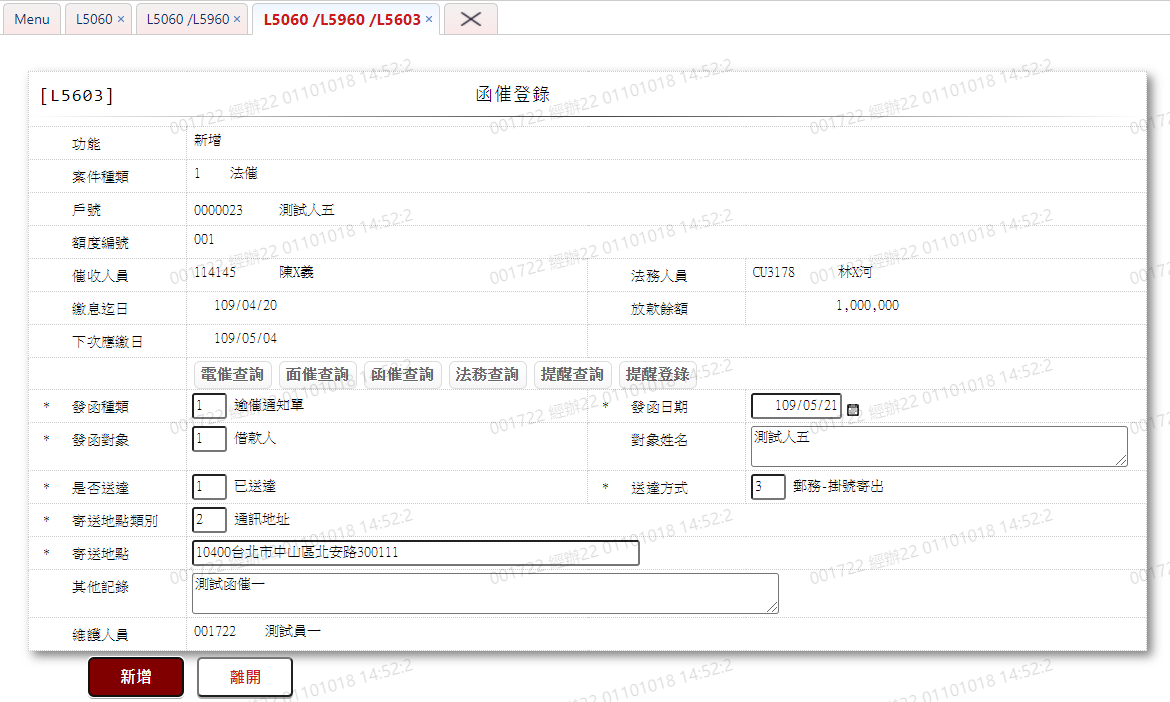 Menu L5060 × L5060 /L5960 × L5060 /L5960 /L5603 ×
[L5603] 函催登錄
功能 新增
案件種類 1 法催
戶號 0000023 測試人五
額度編號 001
催收人員 114145 陳X義 法務人員 CU3178 林X河
繳息迄日 109/04/20 放款餘額 1,000,000
下次應繳日 109/05/04
電催查詢 面催查詢 函催查詢 法務查詢 提醒查詢 提醒登錄
* 發函種類 1 逾催通知單 * 發函日期 109/05/21
* 發函對象 1 借款人 對象姓名 測試人五
* 是否送達 1 已送達 * 送達方式 3 郵務-掛號寄出
* 寄送地點類別 2 通訊地址
* 寄送地點 10400台北市中山區北安路300111
其他記錄 測試函催一
維護人員 001722 測試員一
新增 離開
001722 經辦22 01101018 14:52:2